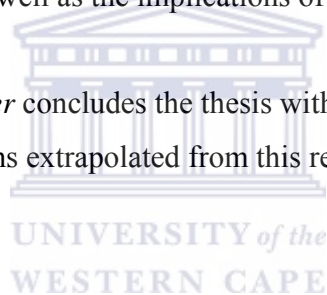 well as the implications of
er concludes the thesis with
ns extrapolated from this re
UNIVERSITY of the
WESTERN CAPE